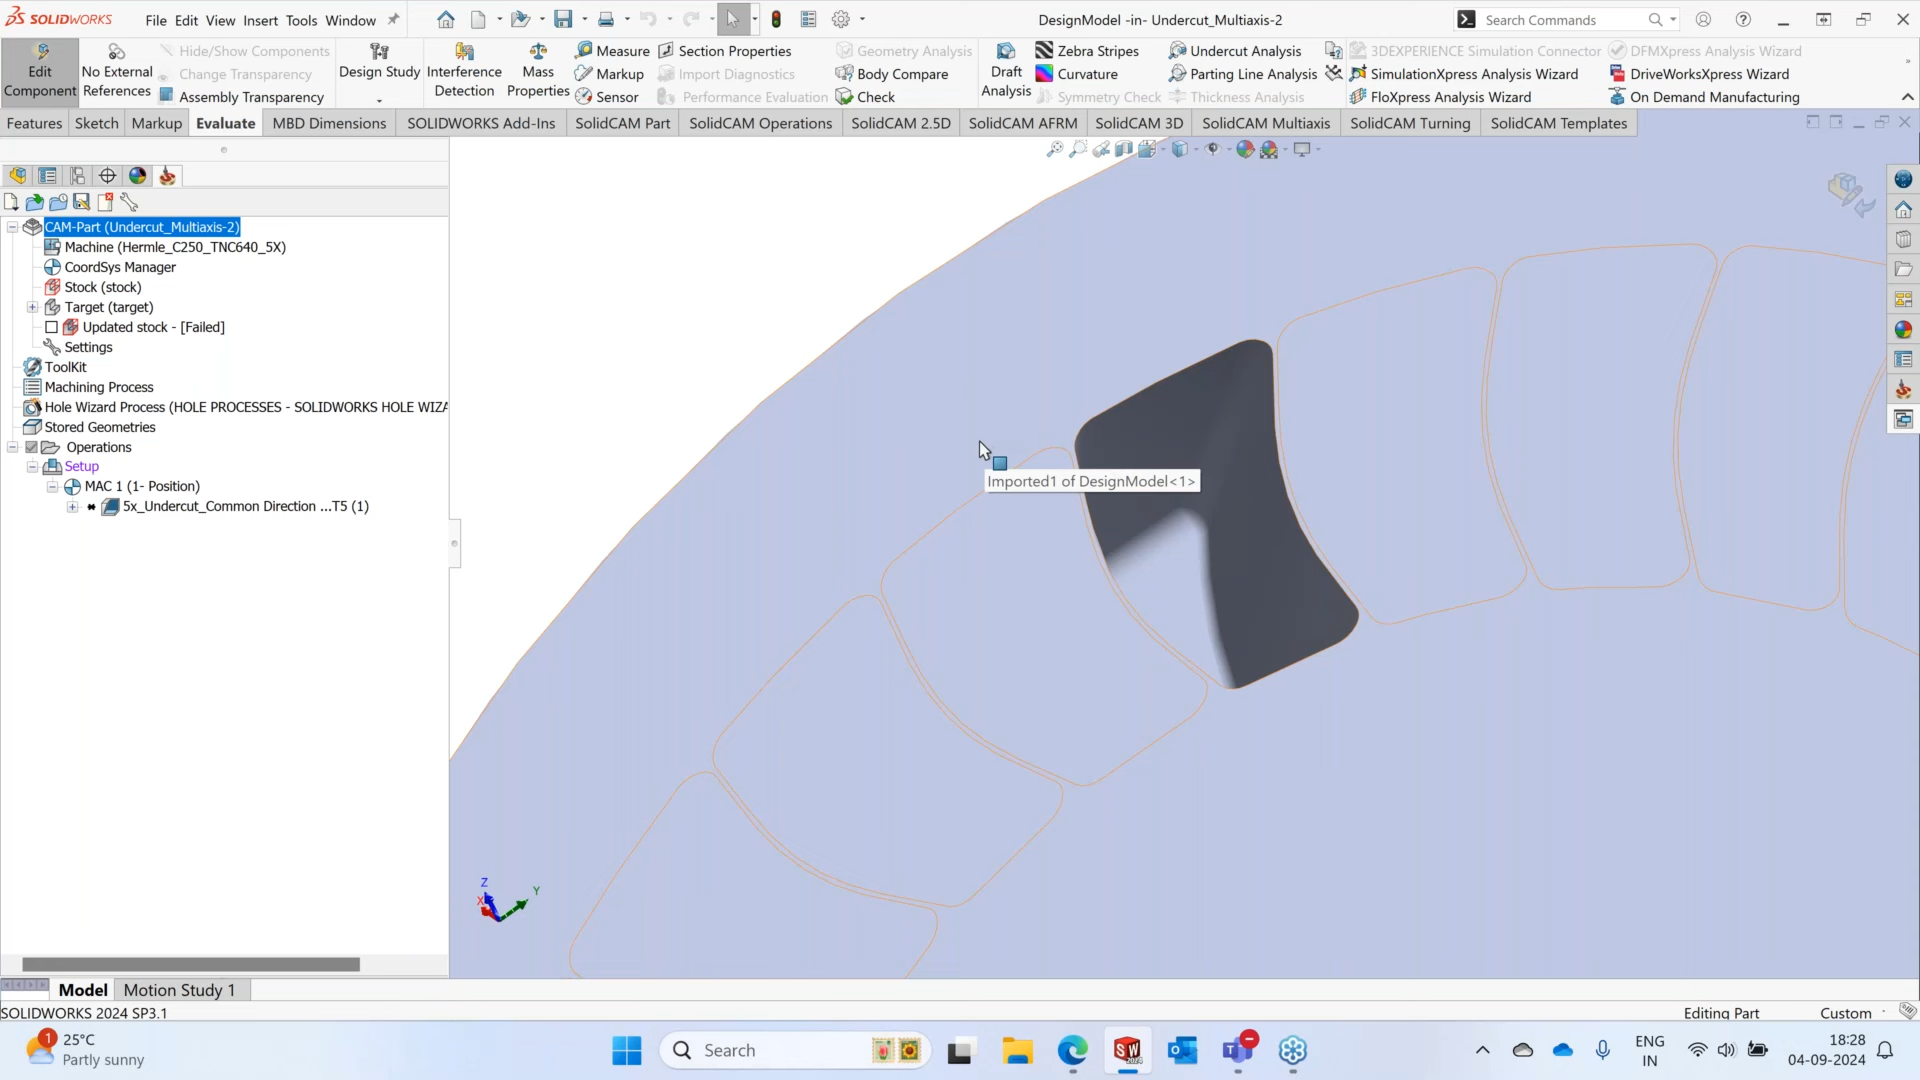 SOLIDWORKS File Edit View Insert Tools Window DesignModel -in- Undercut_Multiaxis-2 Search Commands
Edit Component
No External References
Hide/Show Components
Change Transparency
Assembly Transparency
Design Study
Interference Detection
Mass Properties
Measure
Markup
Sensor
Section Properties
Import Diagnostics
Performance Evaluation
Geometry Analysis
Body Compare
Check
Draft Analysis
Zebra Stripes
Curvature
Symmetry Check
Undercut Analysis
Parting Line Analysis
Thickness Analysis
3DEXPERIENCE Simulation Connector
SimulationXpress Analysis Wizard
FloXpress Analysis Wizard
DFMXpress Analysis Wizard
DriveWorksXpress Wizard
On Demand Manufacturing
Features Sketch Markup Evaluate MBD Dimensions SOLIDWORKS Add-Ins SolidCAM Part SolidCAM Operations SolidCAM 2.5D SolidCAM AFRM SolidCAM 3D SolidCAM Multiaxis SolidCAM Turning SolidCAM Templates
CAM-Part (Undercut_Multiaxis-2)
Machine (Hermle_C250_TNC640_5X)
CoordSys Manager
Stock (stock)
Target (target)
Updated stock - [Failed]
Settings
ToolKit
Machining Process
Hole Wizard Process (HOLE PROCESSES - SOLIDWORKS HOLE WIZA
Stored Geometries
Operations
Setup
MAC 1 (1- Position)
5x_Undercut_Common Direction ...T5 (1)
Imported1 of DesignModel<1>
Z
Y
X
Model Motion Study 1
SOLIDWORKS 2024 SP3.1 Editing Part Custom
1
25°C
Partly sunny
Search
SW
2024
ENG
IN
18:28
04-09-2024